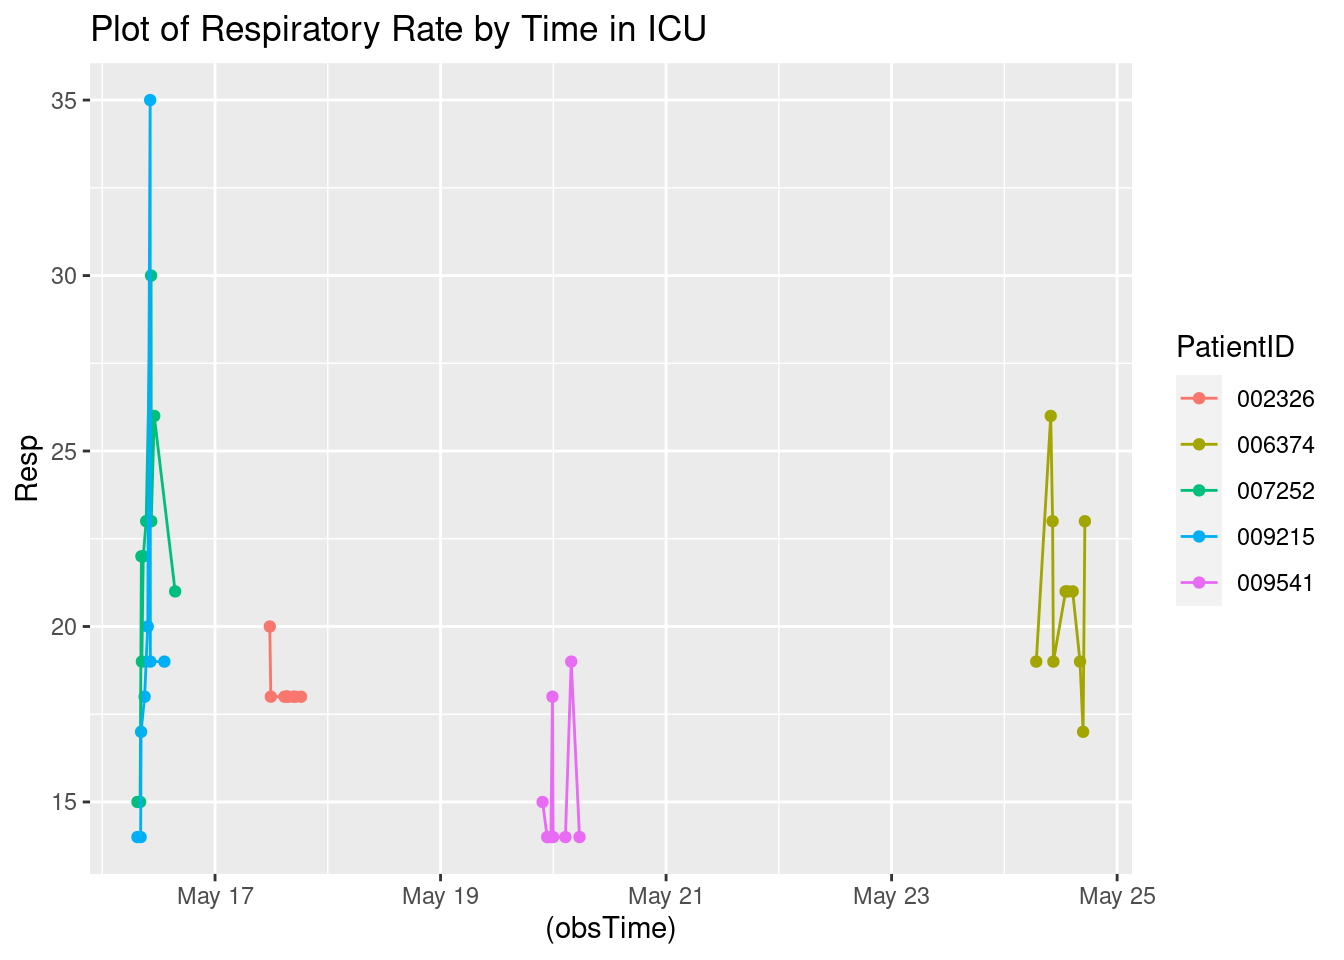 Plot of Respiratory Rate by Time in ICU
35
30
25
20
15
Resp
May 17
May 19
May 21
May 23
May 25
(obsTime)
PatientID
002326
006374
007252
009215
009541